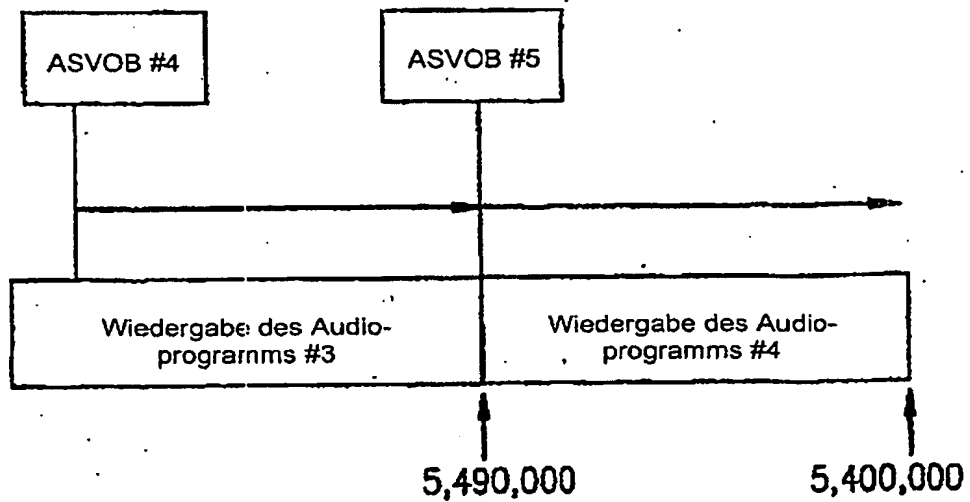 ASVOB #4
ASVOB #5
Wiedergabe des Audio-
programms #3
Wiedergabe des Audio-
programms #4
5,490,000
5,400,000